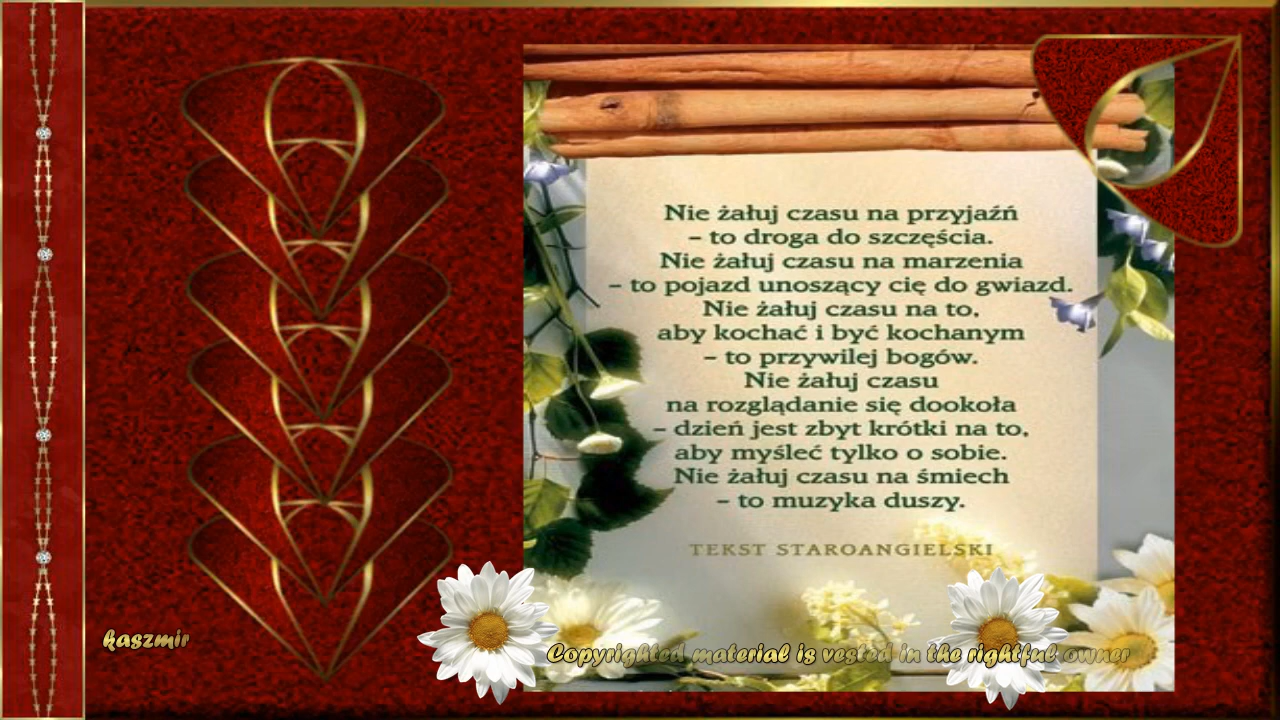 Nie żałuj czasu na przyjaźń
– to droga do szczęścia.
Nie żałuj czasu na marzenia
– to pojazd unoszący cię do gwiazd.
Nie żałuj czasu na to,
aby kochać i być kochanym
– to przywilej bogów.
Nie żałuj czasu
na rozglądanie się dookoła
– dzień jest zbyt krótki na to,
aby myśleć tylko o sobie.
Nie żałuj czasu na śmiech
– to muzyka duszy.
TEKST STAROANGIELSKI
kaszmir
Copyrighted material is vested in the rightful owner